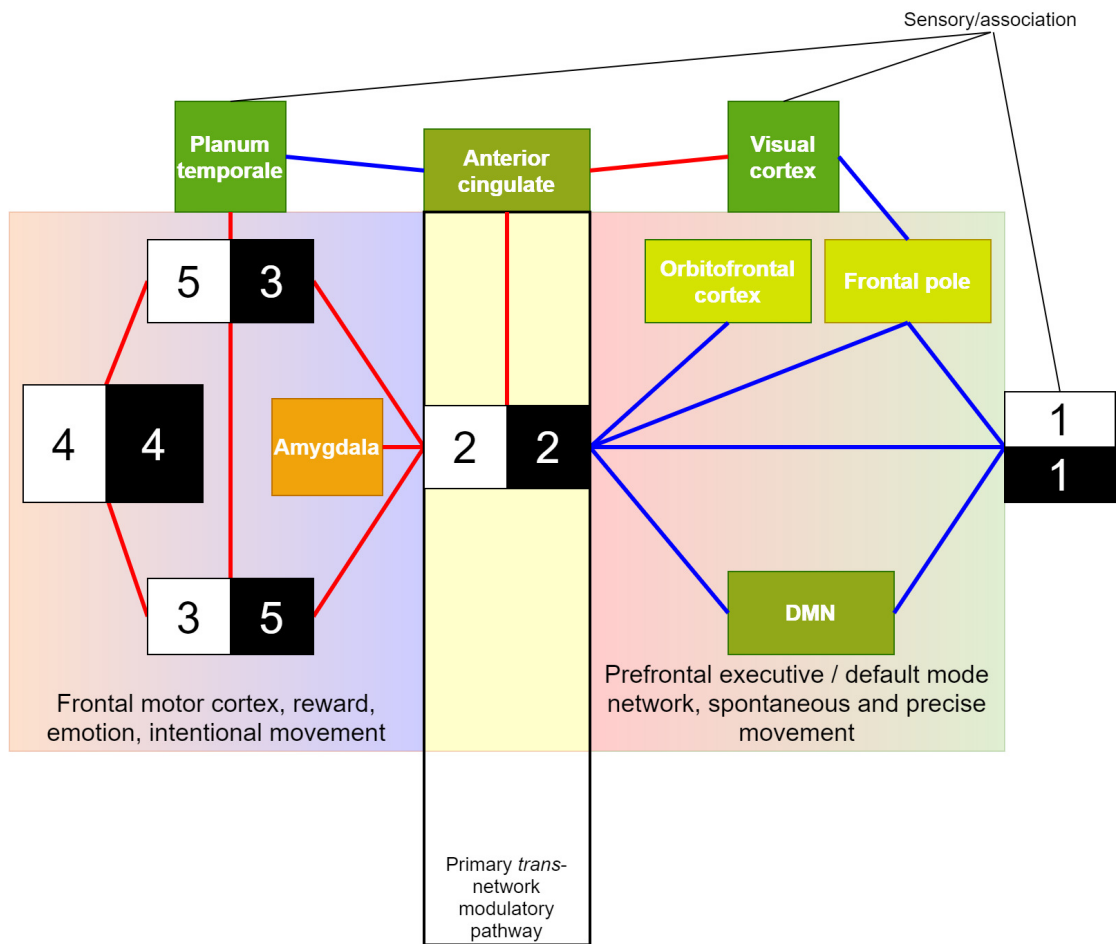 Sensory/association
Planum
temporale
Anterior
cingulate
Visual
cortex
5 3
Orbitofrontal
cortex
Frontal pole
4 4
Amygdala
2 2
1
1
3 5
DMN
Frontal motor cortex, reward,
emotion, intentional movement
Prefrontal executive / default mode
network, spontaneous and precise
movement
Primary trans-
network
modulatory
pathway